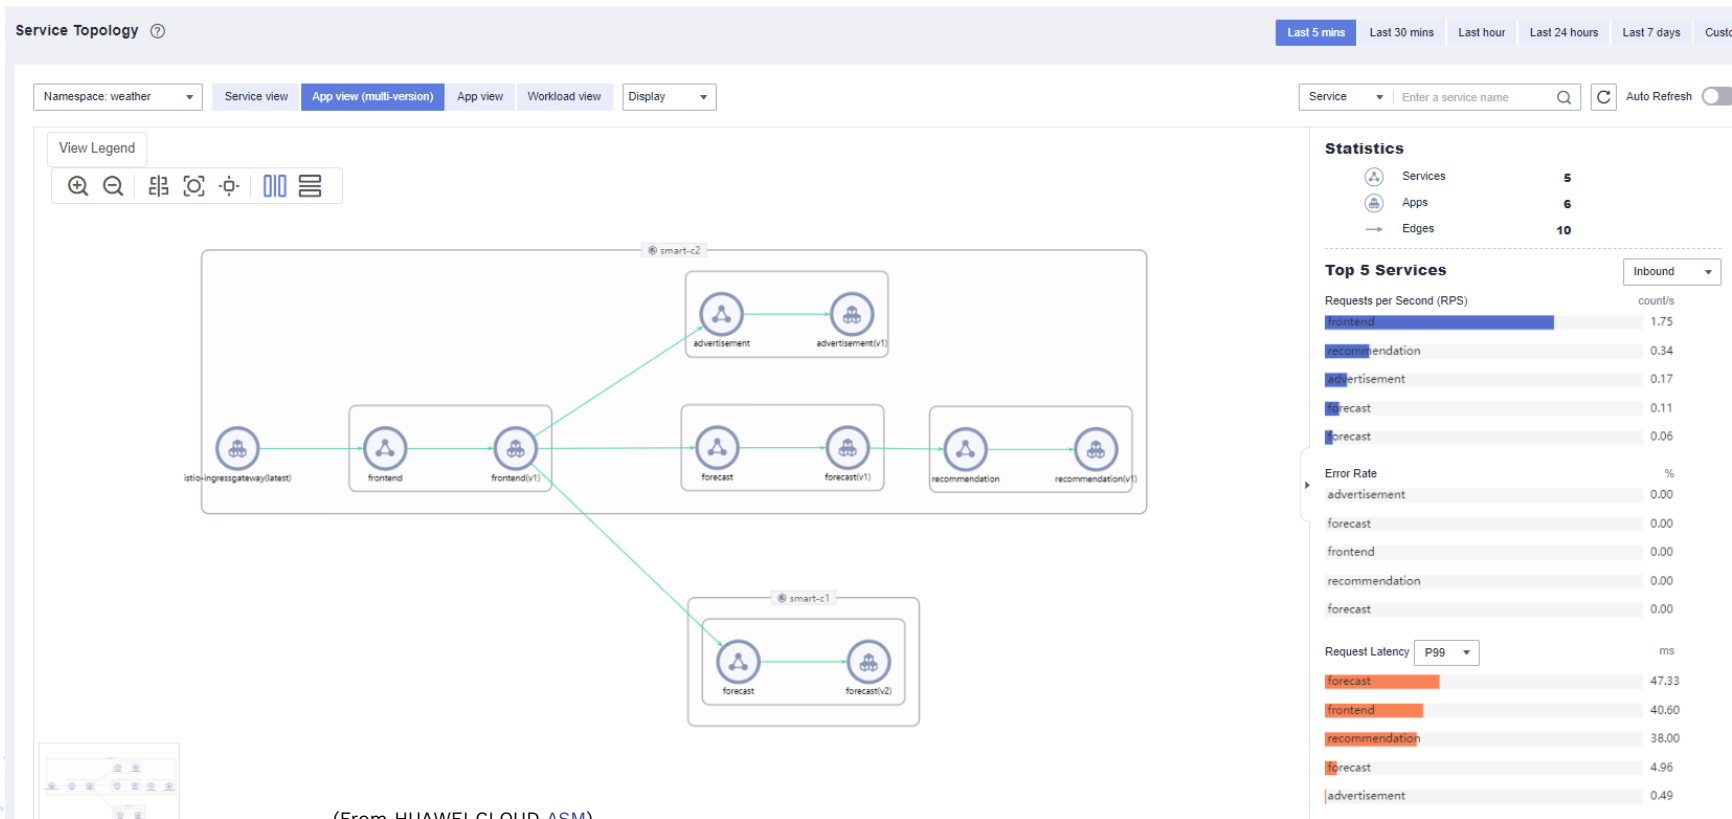 Service Topology ?
Last 5 mins Last 30 mins Last hour Last 24 hours Last 7 days Custo
Namespace: weather Service view App view (multi-version) App view Workload view Display
Service Enter a service name Auto Refresh
View Legend
smart-c2
advertisement advertisement(v1)
istio-ingressgateway(latest) frontend frontend(v1) forecast forecast(v1) recommendation recommendation(v1)
smart-c1
forecast forecast(v2)
(From HUAWEI CLOUD ASM)
Statistics
Services 5
Apps 6
Edges 10
Top 5 Services Inbound
Requests per Second (RPS) count/s
frontend 1.75
recommendation 0.34
advertisement 0.17
forecast 0.11
forecast 0.06
Error Rate %
advertisement 0.00
forecast 0.00
frontend 0.00
recommendation 0.00
forecast 0.00
Request Latency P99 ms
forecast 47.33
frontend 40.60
recommendation 38.00
forecast 4.96
advertisement 0.49